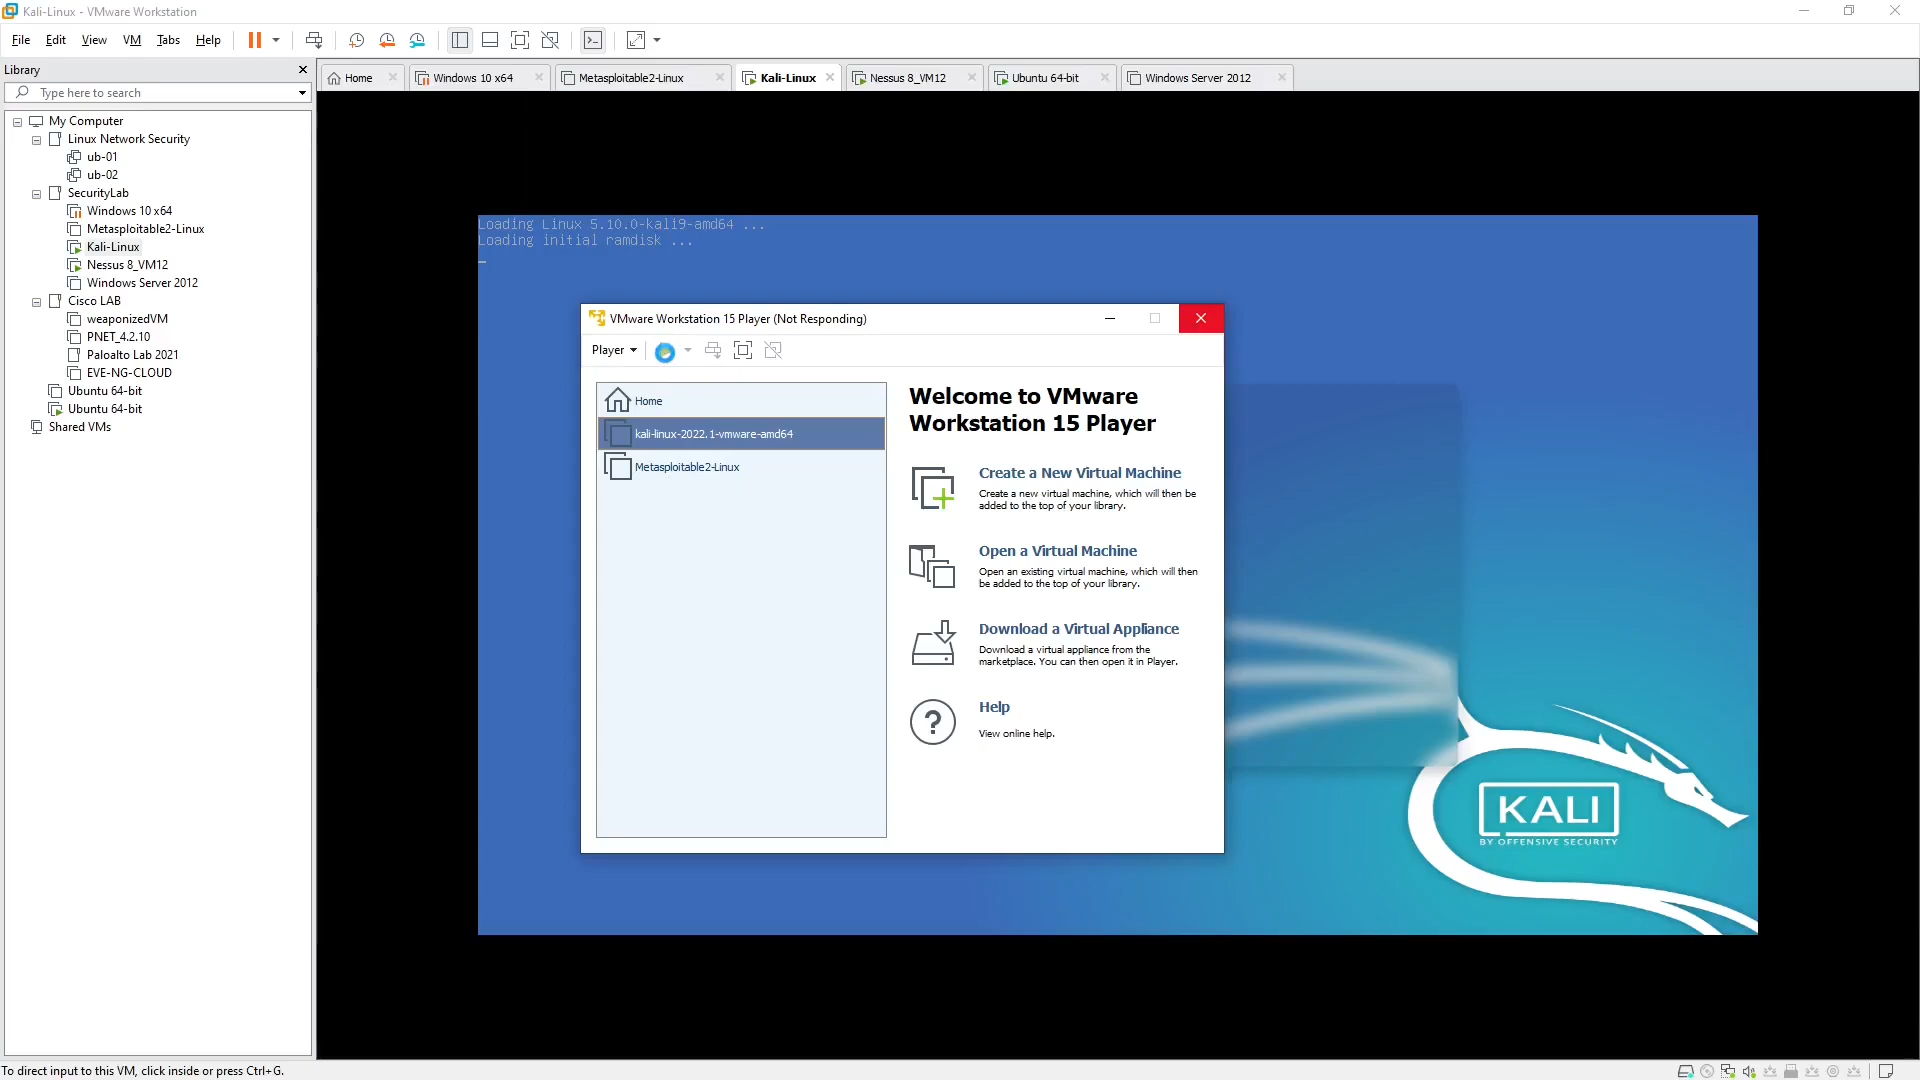 Kali-Linux - VMware Workstation
File Edit View VM Tabs Help
Library
Type here to search
My Computer
Linux Network Security
ub-01
ub-02
SecurityLab
Windows 10 x64
Metasploitable2-Linux
Kali-Linux
Nessus 8_VM12
Windows Server 2012
Cisco LAB
weaponizedVM
PNET_4.2.10
Paloalto Lab 2021
EVE-NG-CLOUD
Ubuntu 64-bit
Ubuntu 64-bit
Shared VMs
Home Windows 10 x64 Metasploitable2-Linux Kali-Linux Nessus 8_VM12 Ubuntu 64-bit Windows Server 2012
Loading Linux 5.10.0-kali9-amd64 ...
Loading initial ramdisk ...
VMware Workstation 15 Player (Not Responding)
Player
Home
kali-linux-2022.1-vmware-amd64
Metasploitable2-Linux
Welcome to VMware
Workstation 15 Player
Create a New Virtual Machine
Create a new virtual machine, which will then be
added to the top of your library.
Open a Virtual Machine
Open an existing virtual machine, which will then
be added to the top of your library.
Download a Virtual Appliance
Download a virtual appliance from the
marketplace. You can then open it in Player.
Help
View online help.
KALI
BY OFFENSIVE SECURITY
To direct input to this VM, click inside or press Ctrl+G.